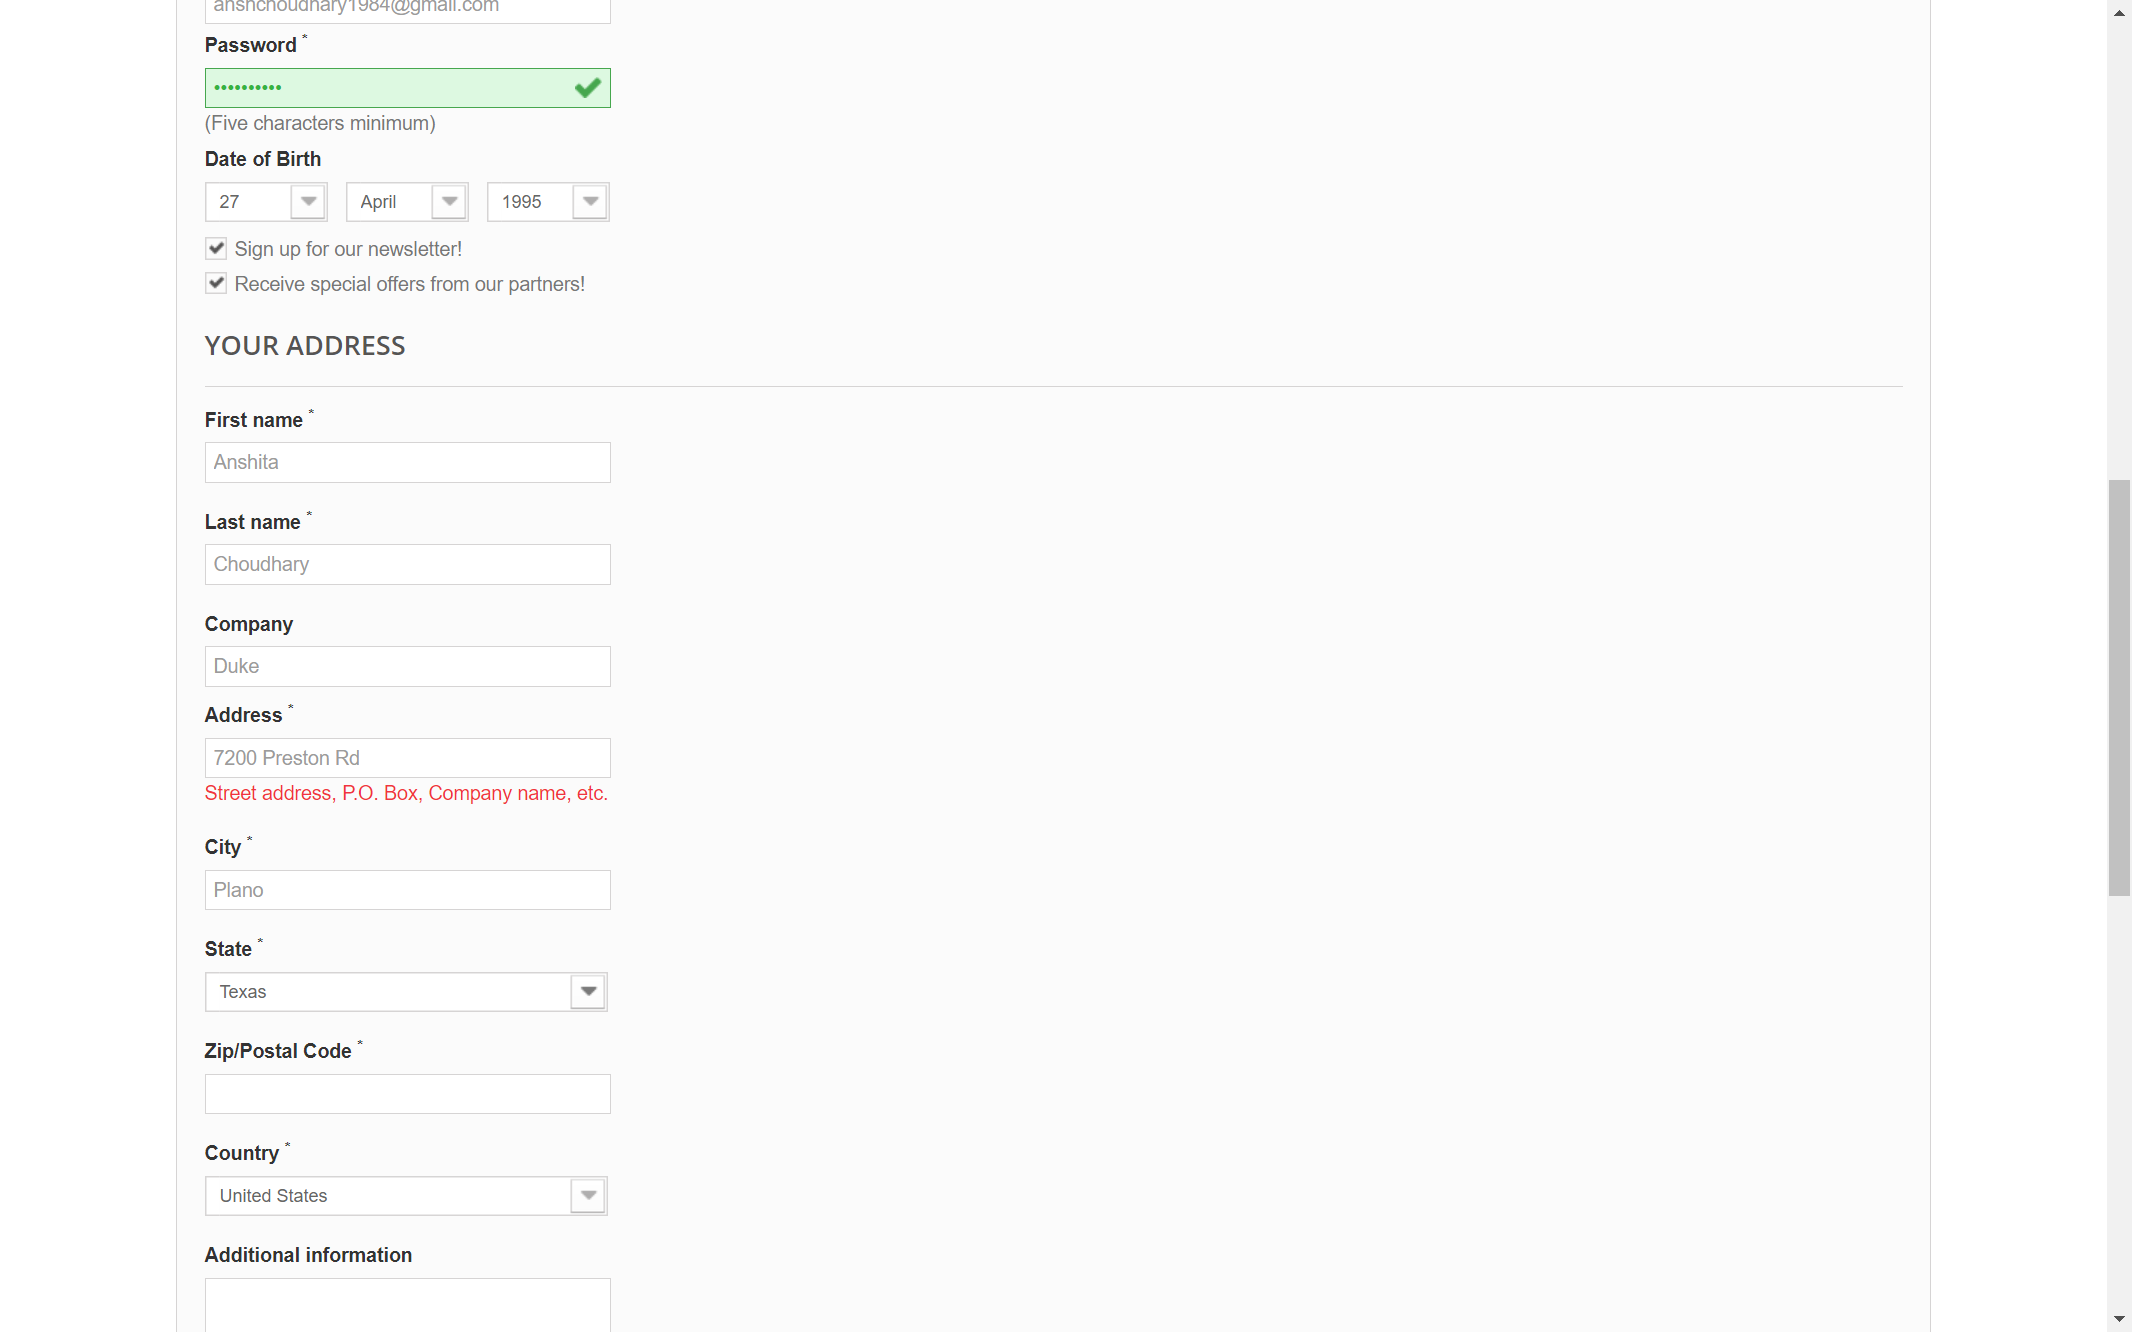 anshchoudhary1984@gmail.com
Password *
••••••••••
(Five characters minimum)
Date of Birth
27 April 1995
Sign up for our newsletter!
Receive special offers from our partners!
YOUR ADDRESS
First name *
Anshita
Last name *
Choudhary
Company
Duke
Address *
7200 Preston Rd
Street address, P.O. Box, Company name, etc.
City *
Plano
State *
Texas
Zip/Postal Code *
Country *
United States
Additional information